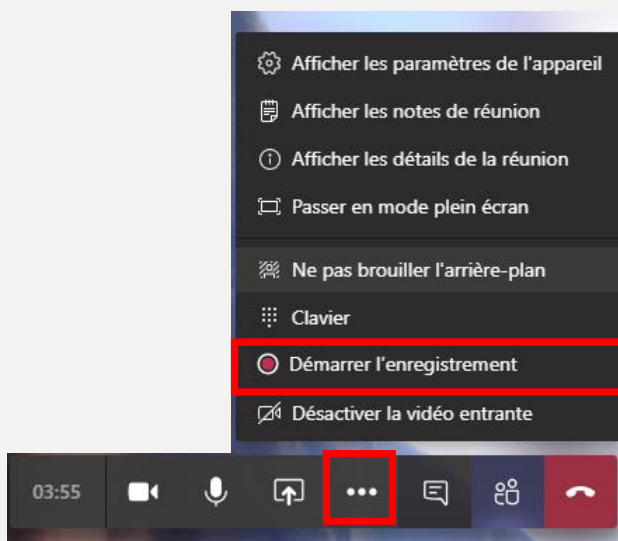 Afficher les paramètres de l'appareil
Afficher les notes de réunion
Afficher les détails de la réunion
Passer en mode plein écran
Ne pas brouiller l'arrière-plan
Clavier
Démarrer l’enregistrement
Désactiver la vidéo entrante
03:55